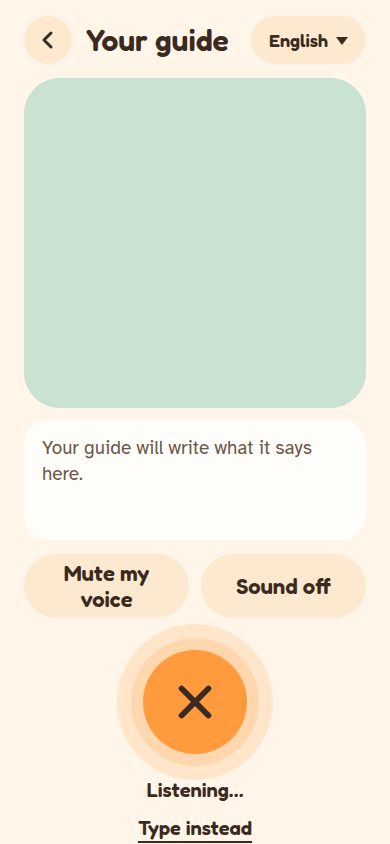 Your guide
English
Your guide will write what it says
here.
Mute my
voice
Sound off
Listening...
Type instead